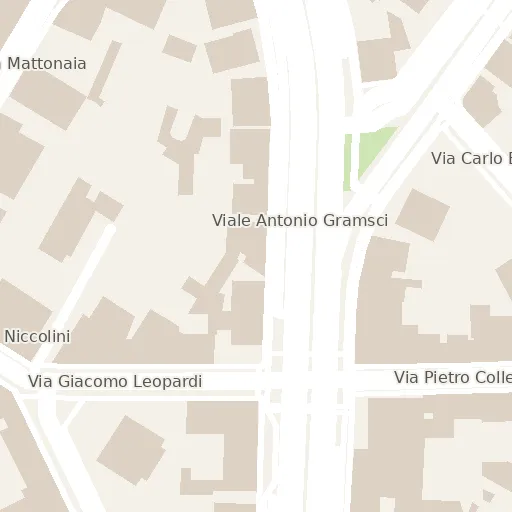 Mattonaia
Via Carlo
Viale Antonio Gramsci
Niccolini
Via Giacomo Leopardi
Via Pietro Colle